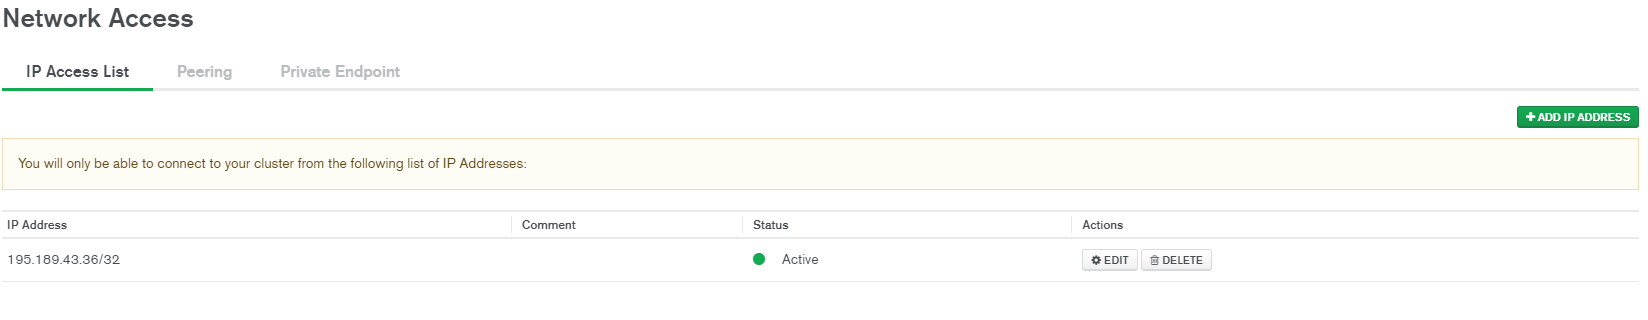 Network Access
IP Access List Peering Private Endpoint
ADD IP ADDRESS
You will only be able to connect to your cluster from the following list of IP Addresses:
IP Address Comment Status Actions
195.189.43.36/32 Active EDIT DELETE